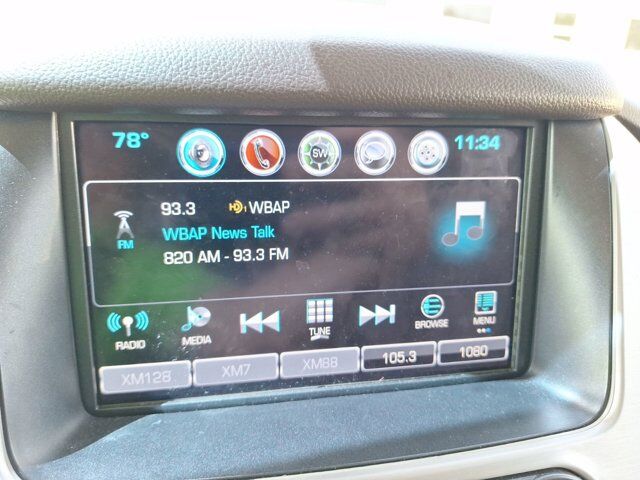 78° SW 11:34
93.3 HD1 WBAP
WBAP News Talk
820 AM - 93.3 FM
FM
RADIO MEDIA TUNE BROWSE MENU
XM128 XM7 XM88 105.3 1080